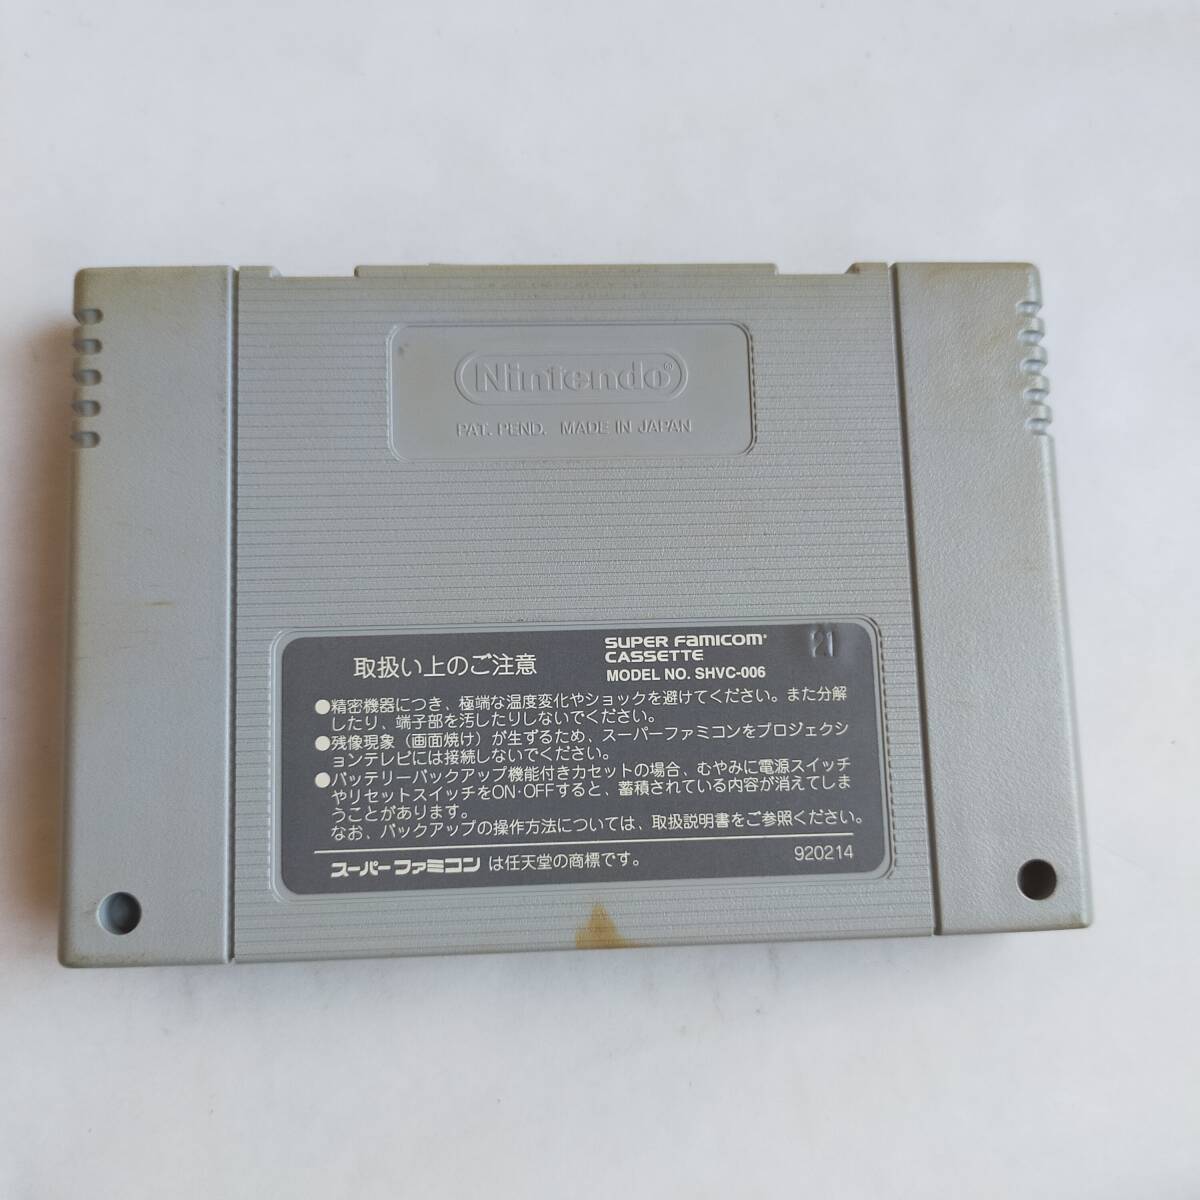 Nintendo®
PAT. PEND. MADE IN JAPAN
取扱い上のご注意
SUPER FAMICOM®
CASSETTE
MODEL NO. SHVC-006
21
●精密機器につき、極端な温度変化やショックを避けてください。また分解
したり、端子部を汚したりしないでください。
●残像現象（画面焼け）が生ずるため、スーパーファミコンをプロジェクシ
ョンテレビには接続しないでください。
●バッテリーバックアップ機能付きカセットの場合、むやみに電源スイッチ
やリセットスイッチをON・OFFすると、蓄積されている内容が消えてしま
うことがあります。
なお、バックアップの操作方法については、取扱説明書をご参照ください。
スーパーファミコン は任天堂の商標です。
920214